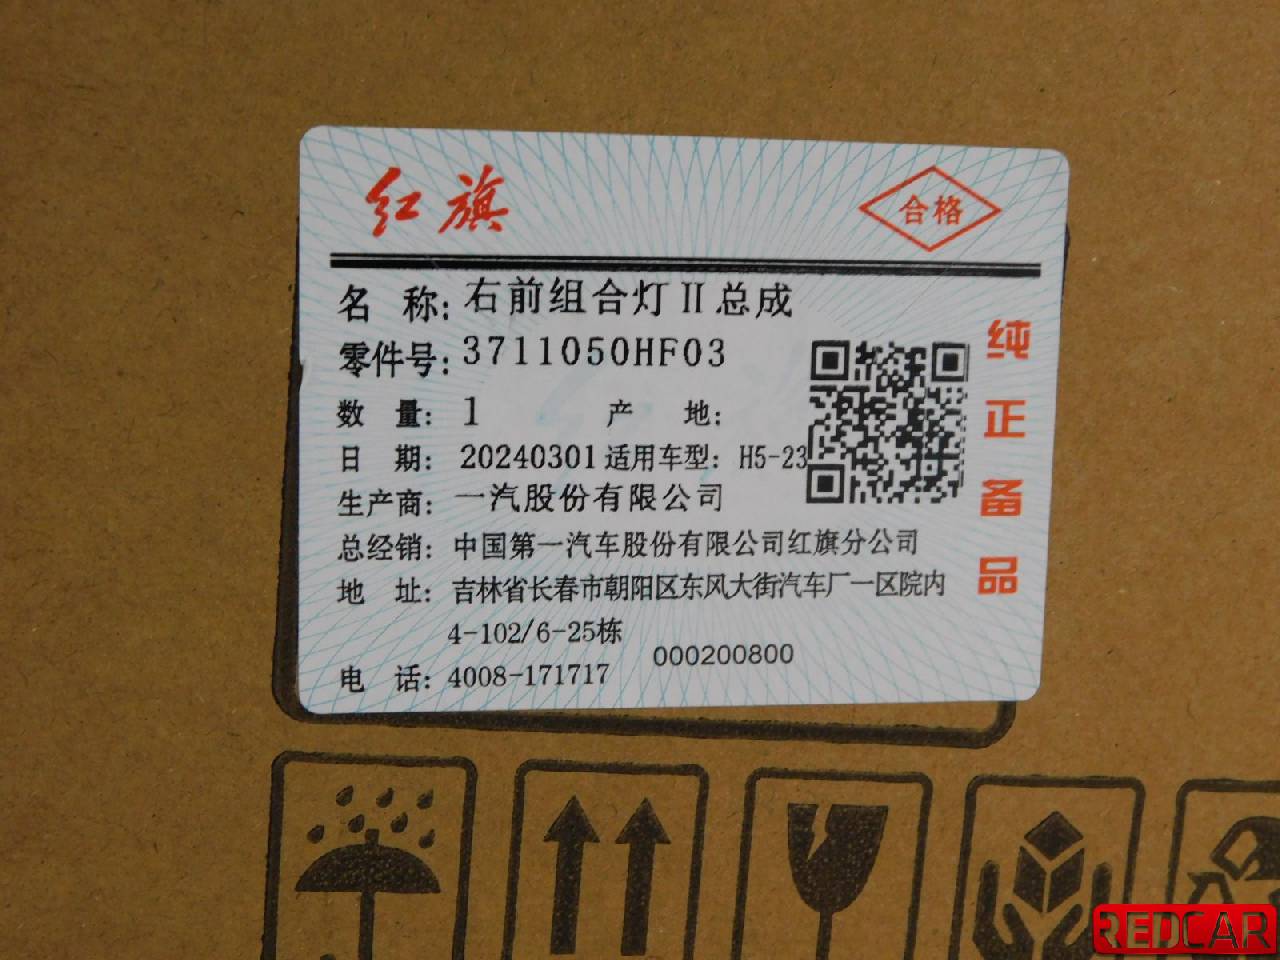 红旗
合格
名 称: 右前组合灯Ⅱ总成
零件号: 3711050HF03
数 量: 1 产 地:
日 期: 20240301 适用车型: H5-23
生产商: 一汽股份有限公司
总经销: 中国第一汽车股份有限公司红旗分公司
地 址: 吉林省长春市朝阳区东风大街汽车厂一区院内
4-102/6-25栋
000200800
电 话: 4008-171717
纯正备品
REDCAR